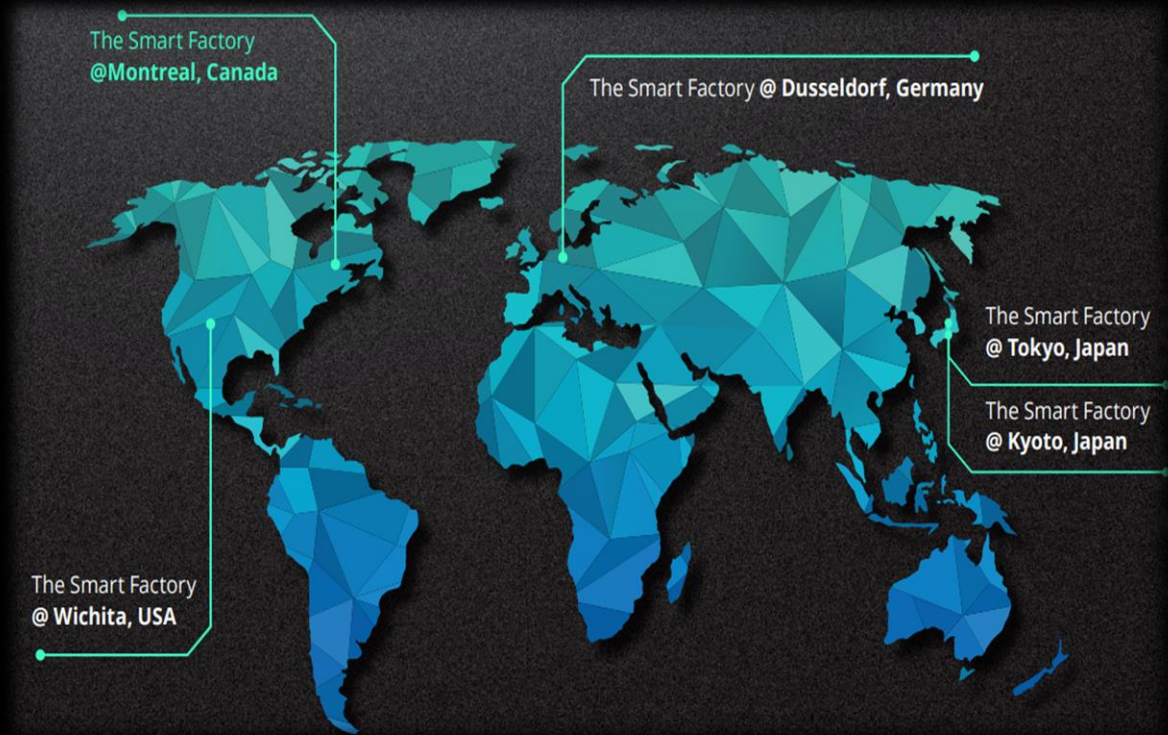 The Smart Factory
@Montreal, Canada
The Smart Factory @ Dusseldorf, Germany
The Smart Factory
@ Tokyo, Japan
The Smart Factory
@ Kyoto, Japan
The Smart Factory
@ Wichita, USA